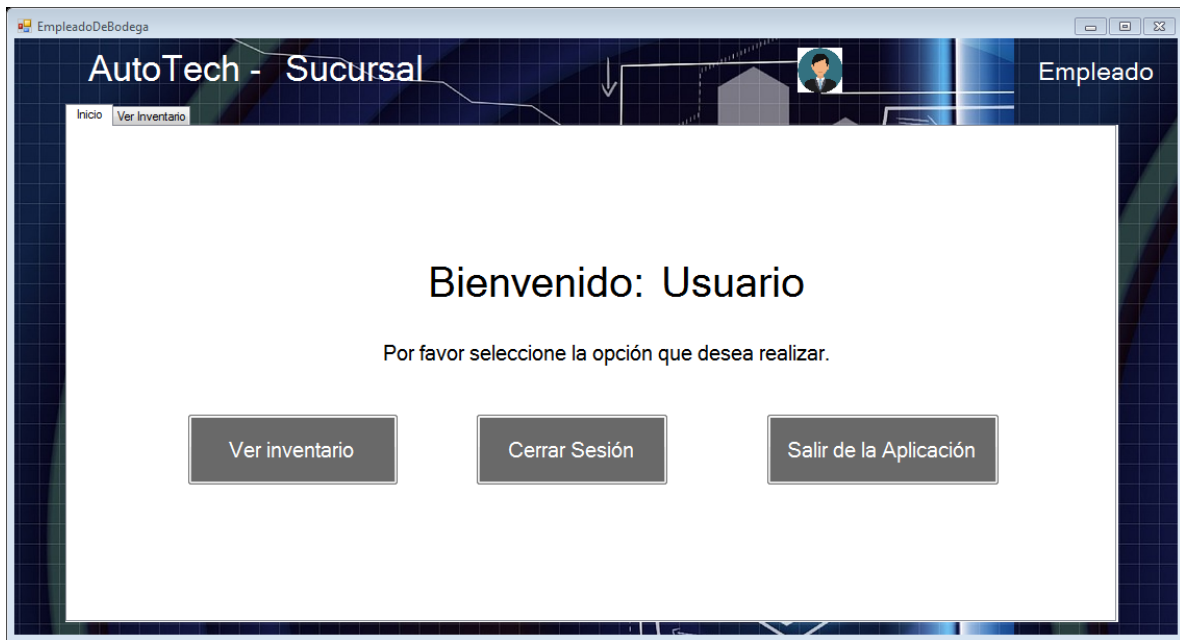 EmpleadoDeBodega
AutoTech - Sucursal
Empleado
Inicio
Ver Inventario
Bienvenido: Usuario
Por favor seleccione la opción que desea realizar.
Ver inventario
Cerrar Sesión
Salir de la Aplicación